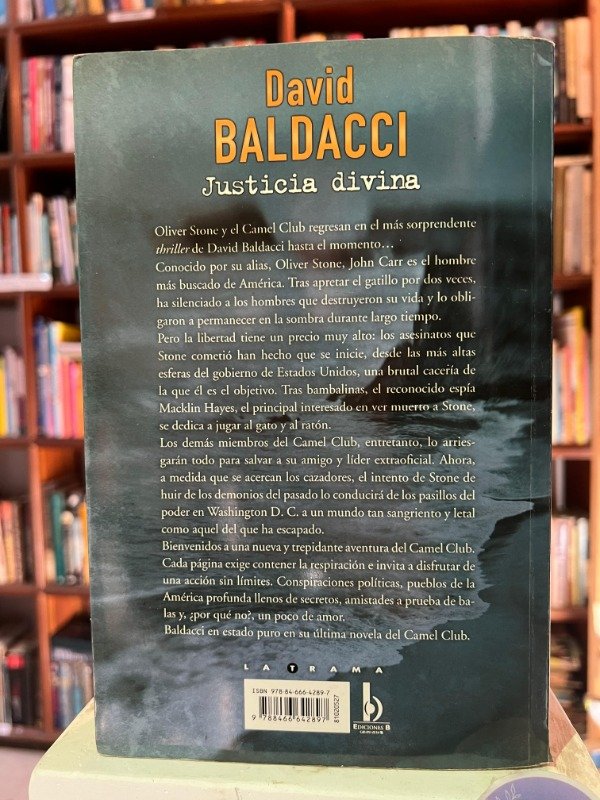 David
BALDACCI
Justicia divina
Oliver Stone y el Camel Club regresan en el más sorprendente
thriller de David Baldacci hasta el momento…
Conocido por su alias, Oliver Stone, John Carr es el hombre
más buscado de América. Tras apretar el gatillo por dos veces,
ha silenciado a los hombres que destruyeron su vida y lo obli-
garon a permanecer en la sombra durante largo tiempo.
Pero la libertad tiene un precio muy alto: los asesinatos que
Stone cometió han hecho que se inicie, desde las más altas
esferas del gobierno de Estados Unidos, una brutal cacería de
la que él es el objetivo. Tras bambalinas, el reconocido espía
Macklin Hayes, el principal interesado en ver muerto a Stone,
se dedica a jugar al gato y al ratón.
Los demás miembros del Camel Club, entretanto, lo arries-
garán todo para salvar a su amigo y líder extraoficial. Ahora,
a medida que se acercan los cazadores, el intento de Stone de
huir de los demonios del pasado lo conducirá de los pasillos del
poder en Washington D. C. a un mundo tan sangriento y letal
como aquel del que ha escapado.
Bienvenidos a una nueva y trepidante aventura del Camel Club.
Cada página exige contener la respiración e invita a disfrutar de
una acción sin límites. Conspiraciones políticas, pueblos de la
América profunda llenos de secretos, amistades a prueba de ba-
las y, ¿por qué no?, un poco de amor.
Baldacci en estado puro en su última novela del Camel Club.
LA TRAMA
ISBN 978-84-666-4289-7
9 788466 642897
81020527
b
EDICIONES B